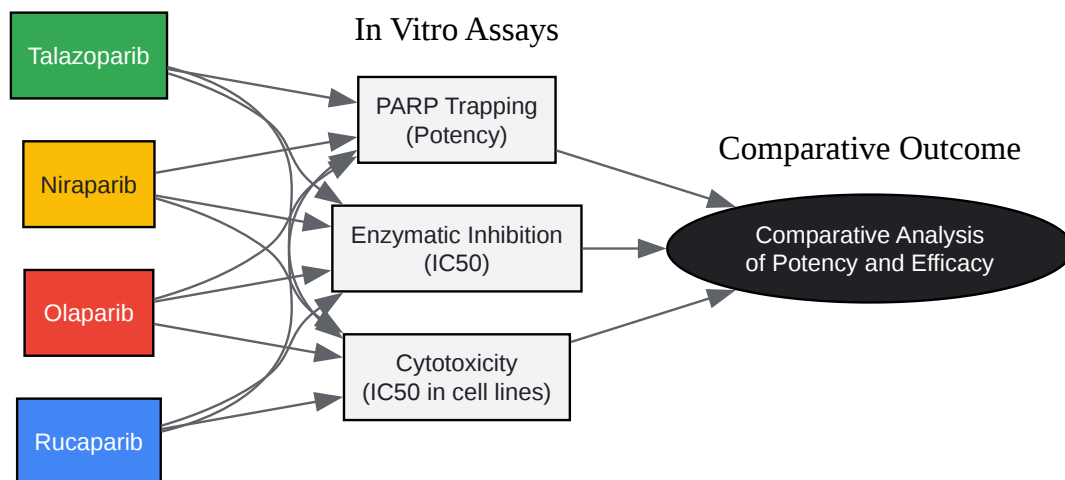 Talazoparib
Niraparib
Olaparib
Rucaparib
In Vitro Assays
PARP Trapping
(Potency)
Enzymatic Inhibition
(IC50)
Cytotoxicity
(IC50 in cell lines)
Comparative Outcome
Comparative Analysis
of Potency and Efficacy